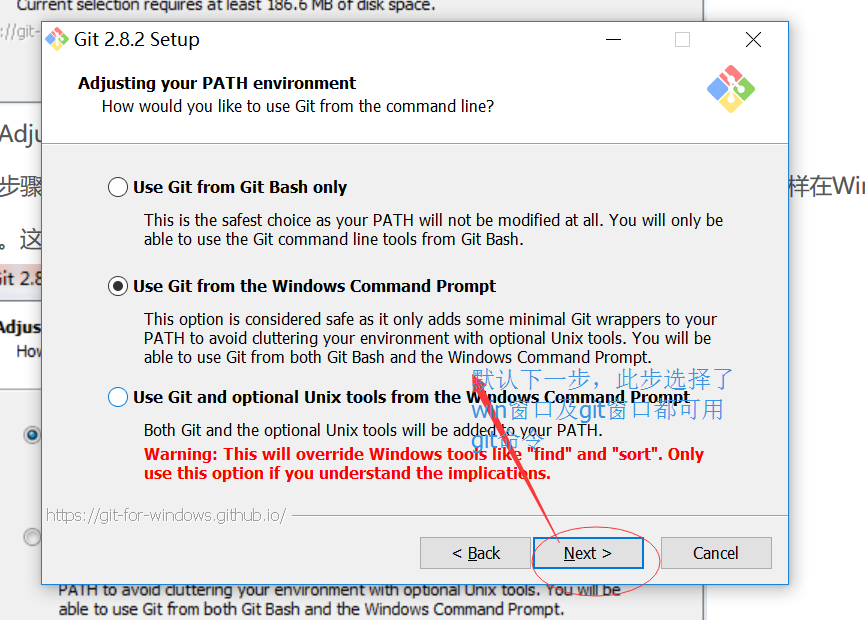 Current selection requires at least 186.6 MB of disk space.
://git-
Git 2.8.2 Setup
Adjusting your PATH environment
How would you like to use Git from the command line?
Adju
步骤
样在Win
。这
Git 2.8
Adjus
How
Use Git from Git Bash only
This is the safest choice as your PATH will not be modified at all. You will only be
able to use the Git command line tools from Git Bash.
Use Git from the Windows Command Prompt
This option is considered safe as it only adds some minimal Git wrappers to your
PATH to avoid cluttering your environment with optional Unix tools. You will be
able to use Git from both Git Bash and the Windows Command Prompt.
默认下一步，此步选择了
win窗口及git窗口都可用
git命令
Use Git and optional Unix tools from the Windows Command Prompt
Both Git and the optional Unix tools will be added to your PATH.
Warning: This will override Windows tools like "find" and "sort". Only
use this option if you understand the implications.
https://git-for-windows.github.io/
< Back
Next >
Cancel
PATH to avoid cluttering your environment with optional Unix tools. You will be
able to use Git from both Git Bash and the Windows Command Prompt.